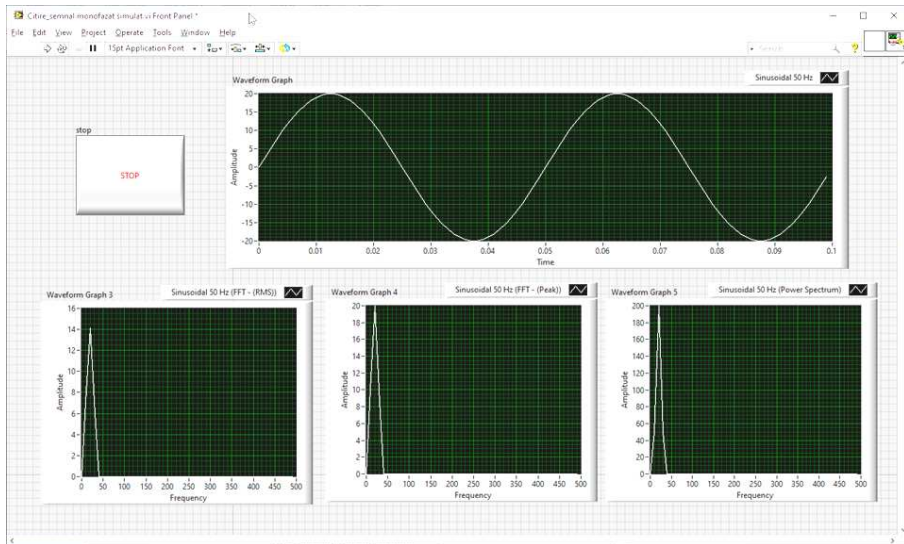 Citire_semnal monofazat simulat.vi Front Panel *
File Edit View Project Operate Tools Window Help
15pt Application Font
Search
?
Waveform Graph
Sinusoidal 50 Hz
stop
STOP
Amplitude
20
15
10
5
0
-5
-10
-15
-20
0 0.01 0.02 0.03 0.04 0.05 0.06 0.07 0.08 0.09 0.1
Time
Waveform Graph 3
Sinusoidal 50 Hz (FFT - (RMS))
Amplitude
16
14
12
10
8
6
4
2
0
0 50 100 150 200 250 300 350 400 450 500
Frequency
Waveform Graph 4
Sinusoidal 50 Hz (FFT - (Peak))
Amplitude
20
18
16
14
12
10
8
6
4
2
0
0 50 100 150 200 250 300 350 400 450 500
Frequency
Waveform Graph 5
Sinusoidal 50 Hz (Power Spectrum)
Amplitude
200
180
160
140
120
100
80
60
40
20
0
0 50 100 150 200 250 300 350 400 450 500
Frequency